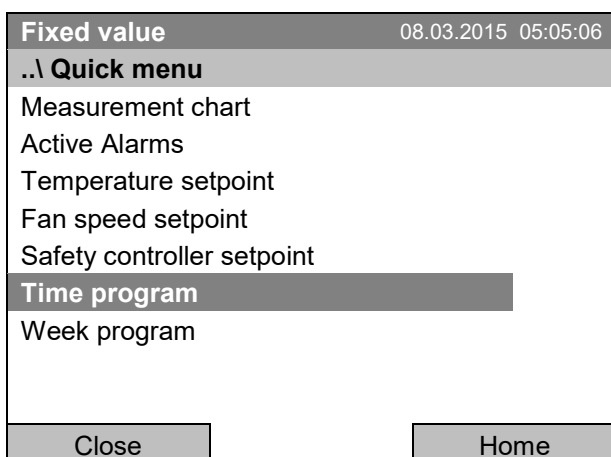 Fixed value 08.03.2015 05:05:06
..\ Quick menu
Measurement chart
Active Alarms
Temperature setpoint
Fan speed setpoint
Safety controller setpoint
Time program
Week program
Close Home